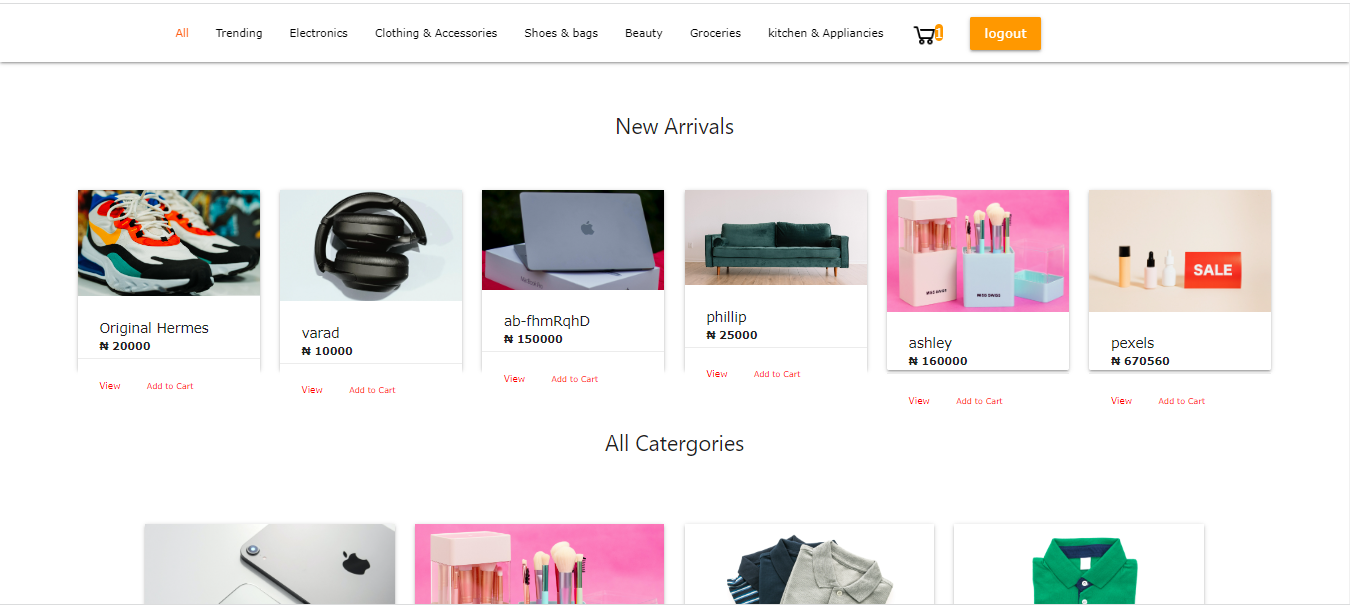 All Trending Electronics Clothing & Accessories Shoes & bags Beauty Groceries kitchen & Appliancies 1 logout
New Arrivals
SALE
Original Hermes
₦ 20000
View Add to Cart
varad
₦ 10000
View Add to Cart
ab-fhmRqhD
₦ 150000
View Add to Cart
phillip
₦ 25000
View Add to Cart
ashley
₦ 160000
View Add to Cart
pexels
₦ 670560
View Add to Cart
All Catergories